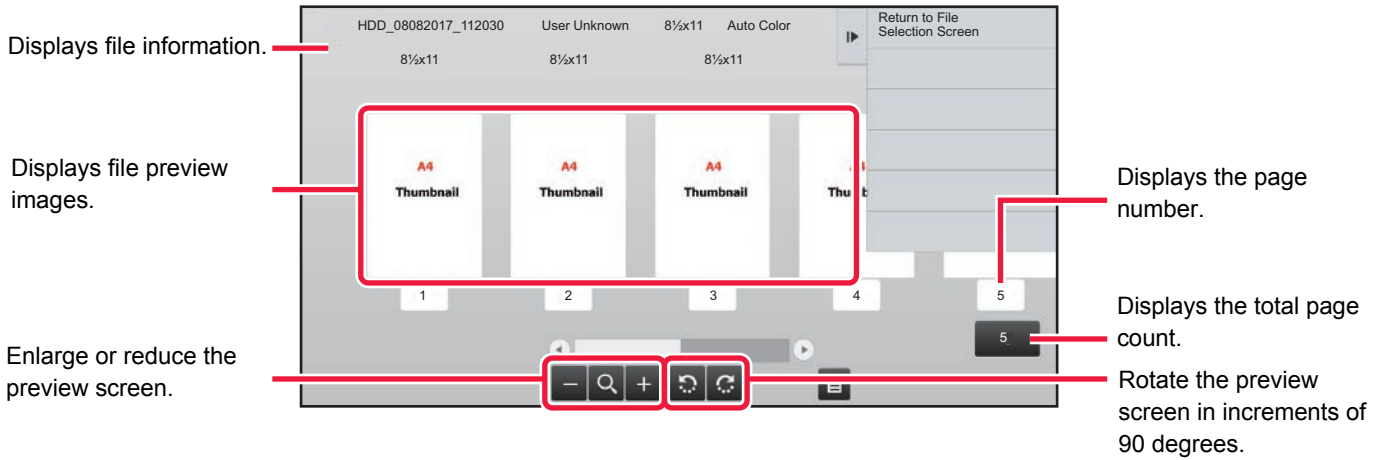 HDD_08082017_112030 User Unknown 8½x11 Auto Color
Return to File
Selection Screen
Displays file information.
8½x11 8½x11 8½x11
Displays file preview
images.
A4 A4 A4
Thumbnail Thumbnail Thumbnail Thu
Displays the page
number.
1 2 3 4 5
Displays the total page
count.
5
Enlarge or reduce the
preview screen.
Rotate the preview
screen in increments of
90 degrees.